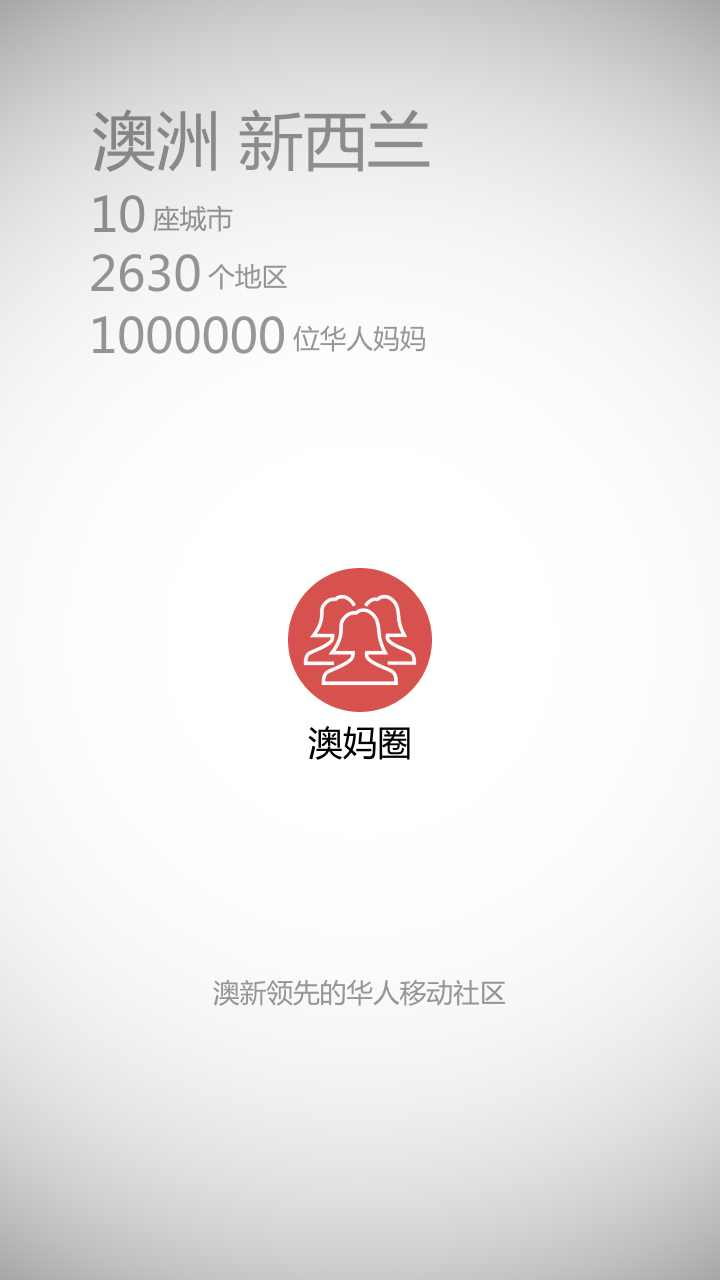 澳洲 新西兰
10 座城市
2630 个地区
1000000 位华人妈妈
澳妈圈
澳新领先的华人移动社区